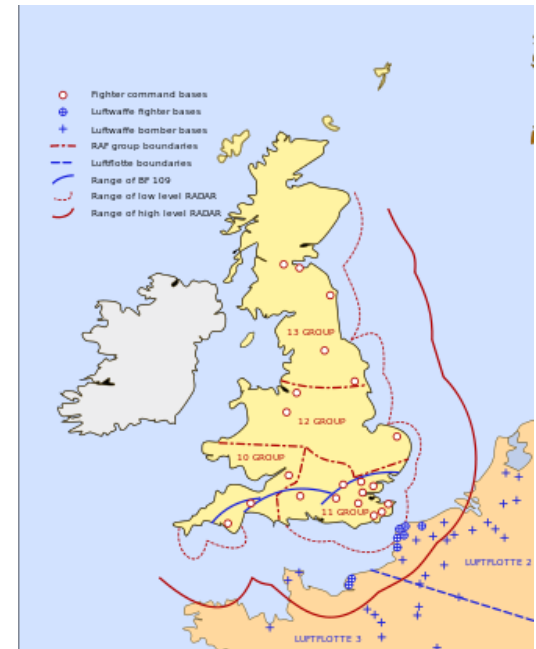 Fighter command bases
Luftwaffe fighter bases
Luftwaffe bomber bases
RAF group boundaries
Luftflotte boundaries
Range of BF 109
Range of low level RADAR
Range of high level RADAR
13 GROUP
12 GROUP
10 GROUP
11 GROUP
LUFTFLOTTE 2
LUFTFLOTTE 3